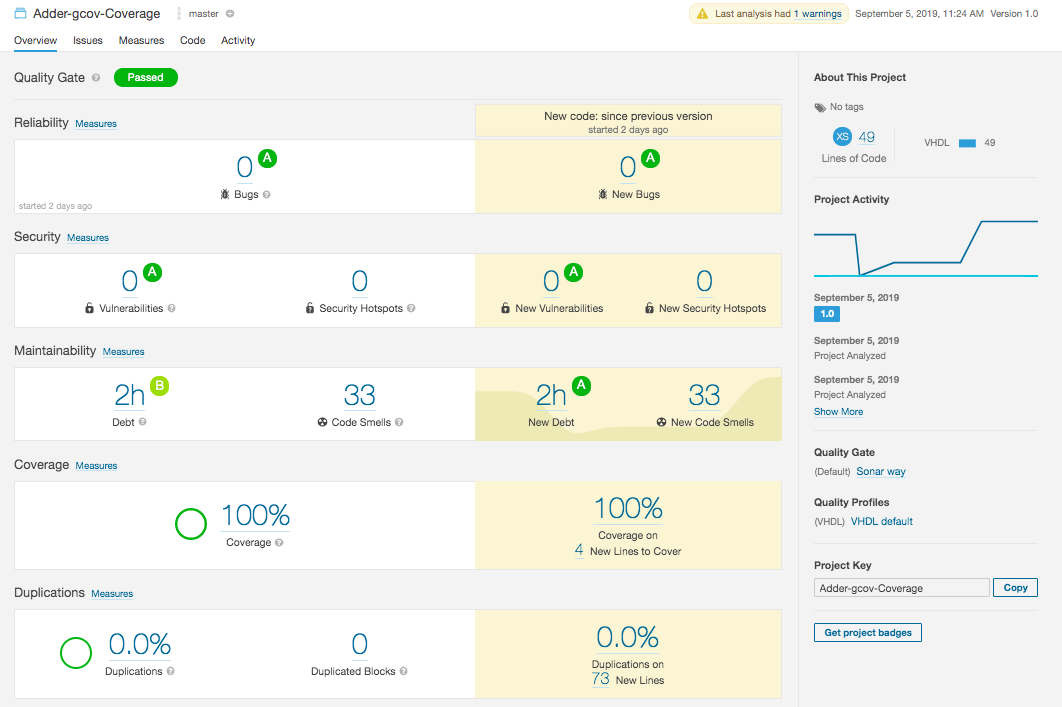 Adder-gcov-Coverage master Last analysis had 1 warnings September 5, 2019, 11:24 AM Version 1.0
Overview Issues Measures Code Activity
Quality Gate ? Passed
New code: since previous version
started 2 days ago
Reliability Measures
0 A
Bugs ?
started 2 days ago
0 A
New Bugs
Security Measures
0 A
Vulnerabilities ?
0
Security Hotspots ?
0 A
New Vulnerabilities
0
New Security Hotspots
Maintainability Measures
2h B
Debt ?
33
Code Smells ?
2h A
New Debt
33
New Code Smells
Coverage Measures
100%
Coverage ?
100%
Coverage on
4 New Lines to Cover
Duplications Measures
0.0%
Duplications ?
0
Duplicated Blocks ?
0.0%
Duplications on
73 New Lines
About This Project
No tags
XS 49
Lines of Code
VHDL 49
Project Activity
September 5, 2019
1.0
September 5, 2019
Project Analyzed
September 5, 2019
Project Analyzed
Show More
Quality Gate
(Default) Sonar way
Quality Profiles
(VHDL) VHDL default
Project Key
Adder-gcov-Coverage Copy
Get project badges